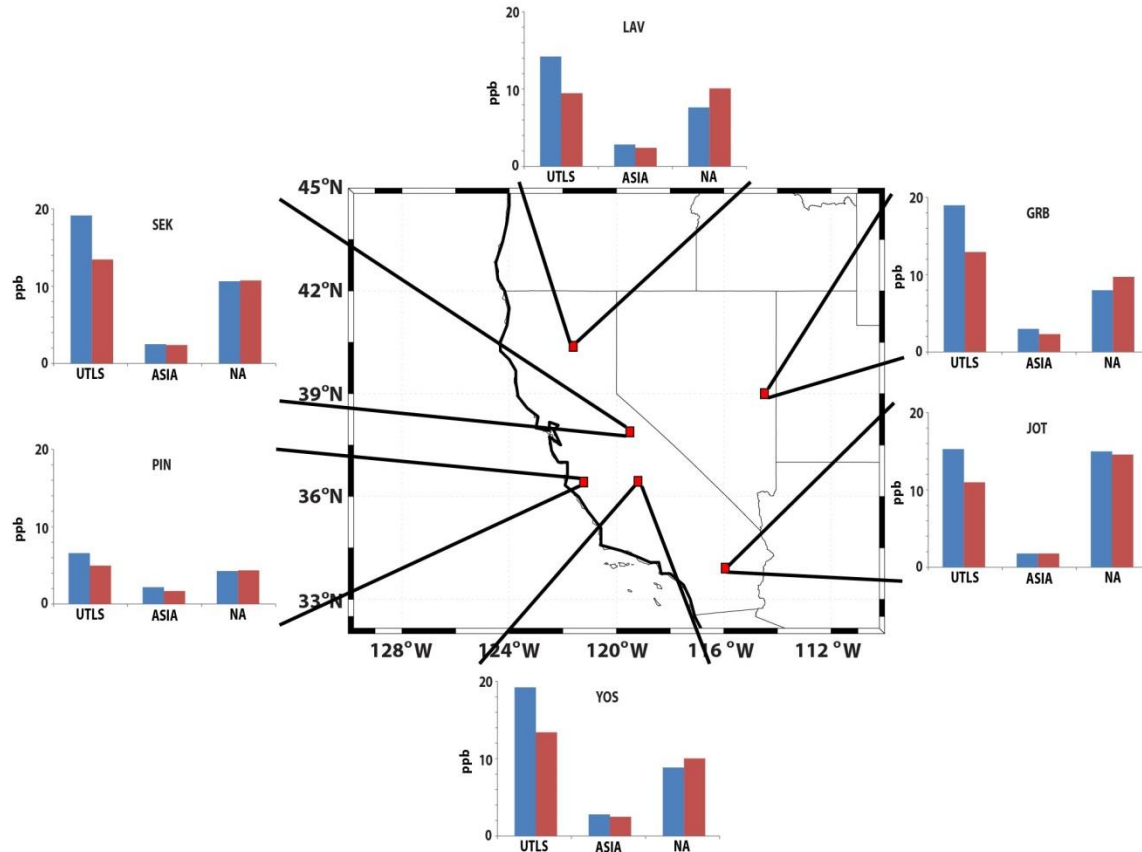 20
LAV
ppb
10
0
UTLS ASIA NA
20
SEK
ppb
10
0
UTLS ASIA NA
20
GRB
ppb
10
0
UTLS ASIA NA
20
PIN
ppb
10
0
UTLS ASIA NA
20
JOT
ppb
10
0
UTLS ASIA NA
45°N
42°N
39°N
36°N
33°N
128°W 124°W 120°W 116°W 112°W
20
YOS
ppb
10
0
UTLS ASIA NA